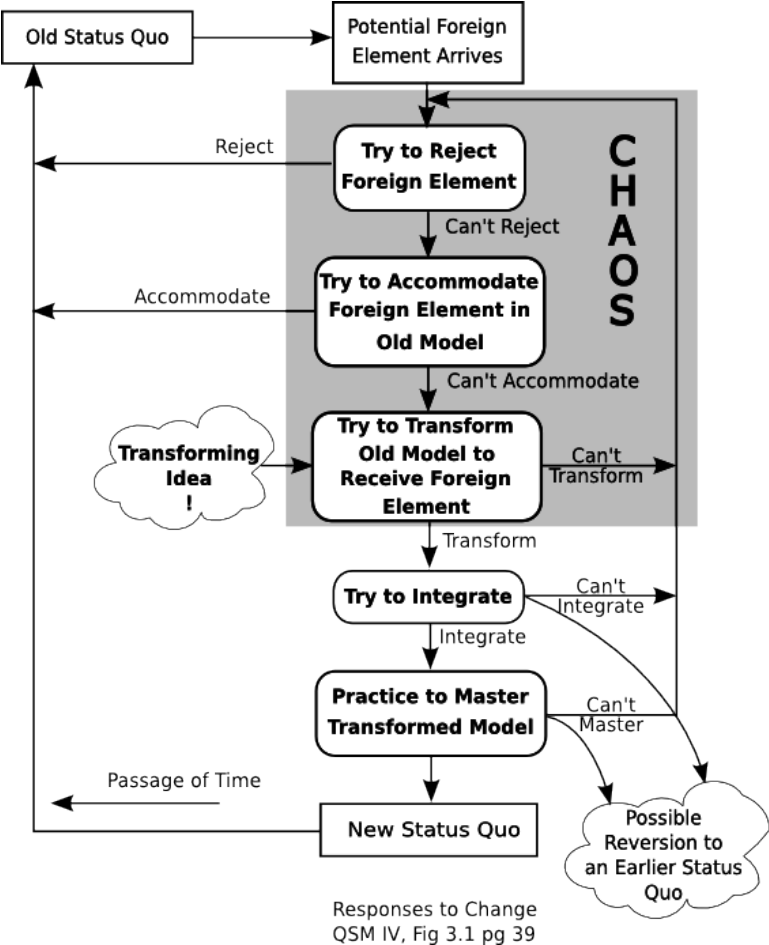 Old Status Quo
Potential Foreign
Element Arrives
CHAOS
Reject
Try to Reject
Foreign Element
Can't Reject
Accommodate
Try to Accommodate
Foreign Element in
Old Model
Can't Accommodate
Transforming
Idea
!
Try to Transform
Old Model to
Receive Foreign
Element
Can't
Transform
Transform
Try to Integrate
Can't
Integrate
Integrate
Practice to Master
Transformed Model
Can't
Master
Passage of Time
New Status Quo
Possible
Reversion to
an Earlier Status
Quo
Responses to Change
QSM IV, Fig 3.1 pg 39